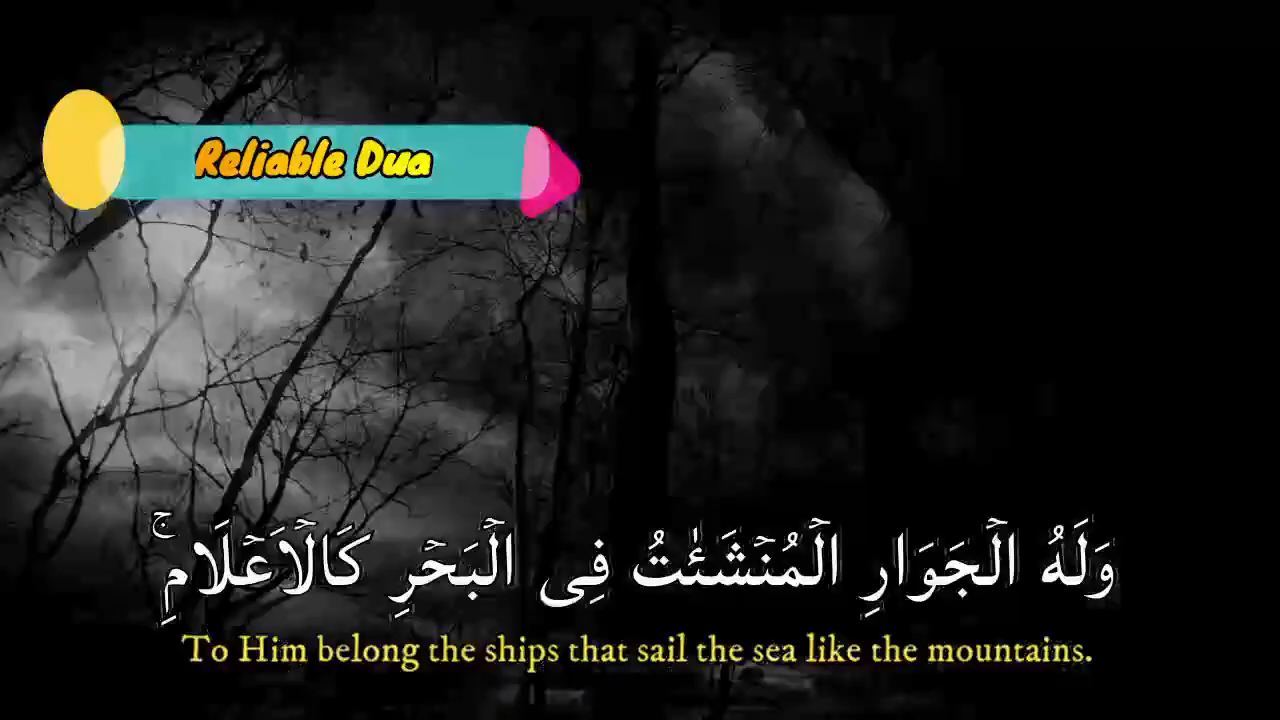 Reliable Dua
وَلَهُ الۡجَوَارِ الۡمُنۡشَـٰٔتُ فِى الۡبَحۡرِ كَالۡاَعۡلَامِ​ۚ
To Him belong the ships that sail the sea like the mountains.